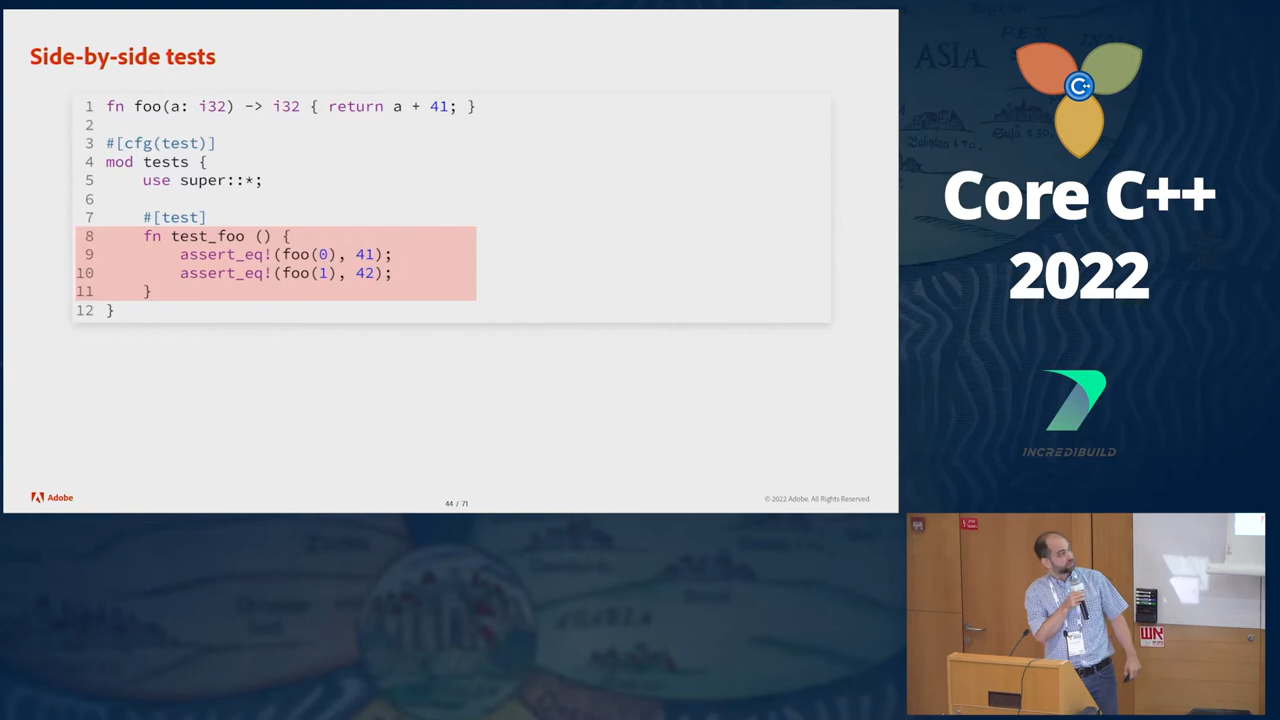 Side-by-side tests
1 fn foo(a: i32) -> i32 { return a + 41; }
2
3 #[cfg(test)]
4 mod tests {
5 use super::*;
6
7 #[test]
8 fn test_foo () {
9 assert_eq!(foo(0), 41);
10 assert_eq!(foo(1), 42);
11 }
12 }
Adobe
44 / 71
© 2022 Adobe. All Rights Reserved.
ASIA
C++
Core C++
2022
INCREDIBUILD
אש